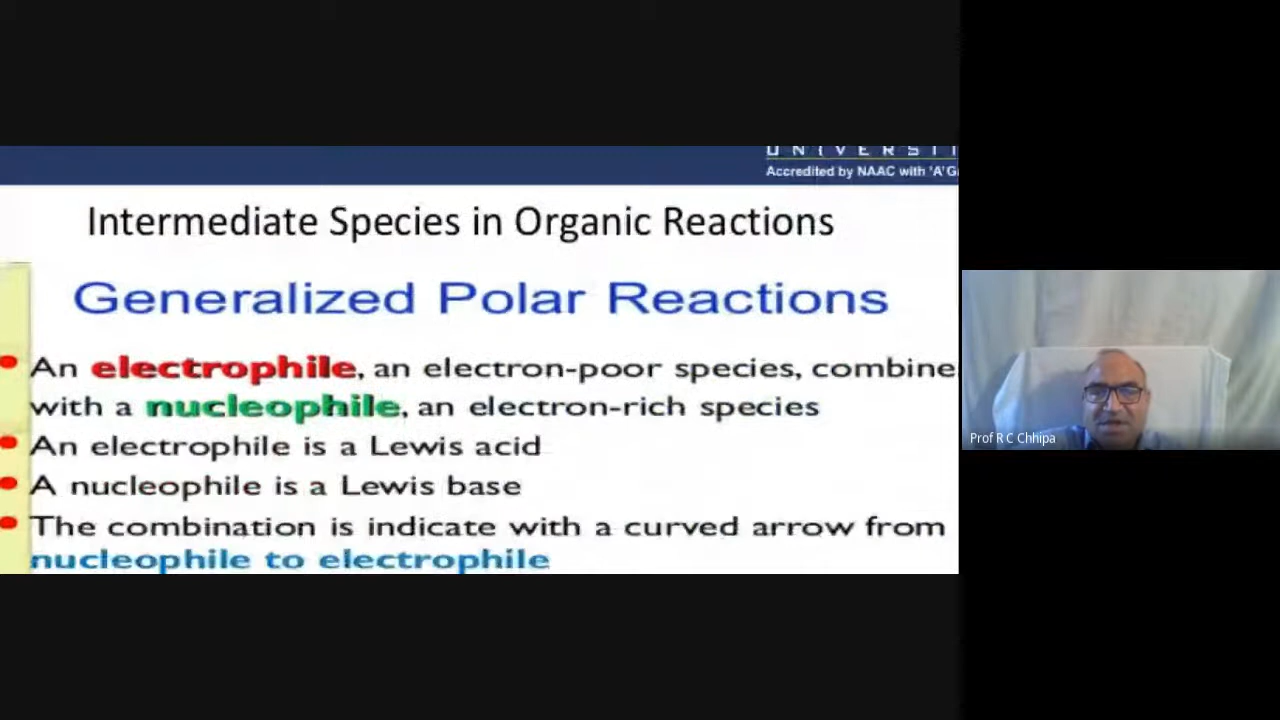 U N I V E R S I T
Accredited by NAAC with 'A'G
Intermediate Species in Organic Reactions
Generalized Polar Reactions
An electrophile, an electron-poor species, combine
with a nucleophile, an electron-rich species
An electrophile is a Lewis acid
A nucleophile is a Lewis base
The combination is indicate with a curved arrow from
nucleophile to electrophile
Prof R C Chhipa